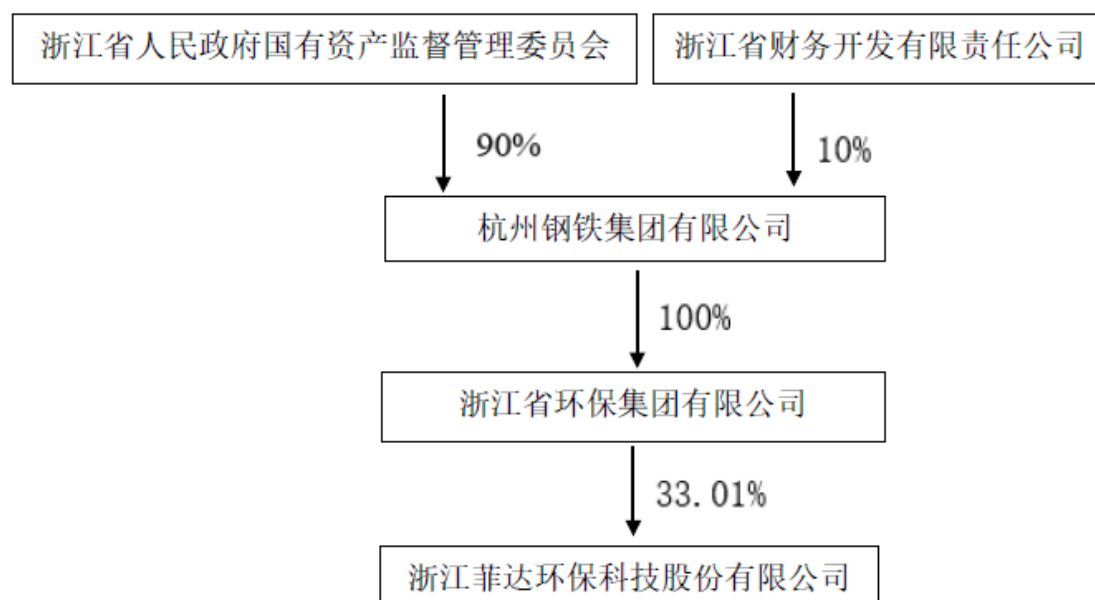 浙江省人民政府国有资产监督管理委员会
浙江省财务开发有限责任公司
90%
10%
杭州钢铁集团有限公司
100%
浙江省环保集团有限公司
33.01%
浙江菲达环保科技股份有限公司